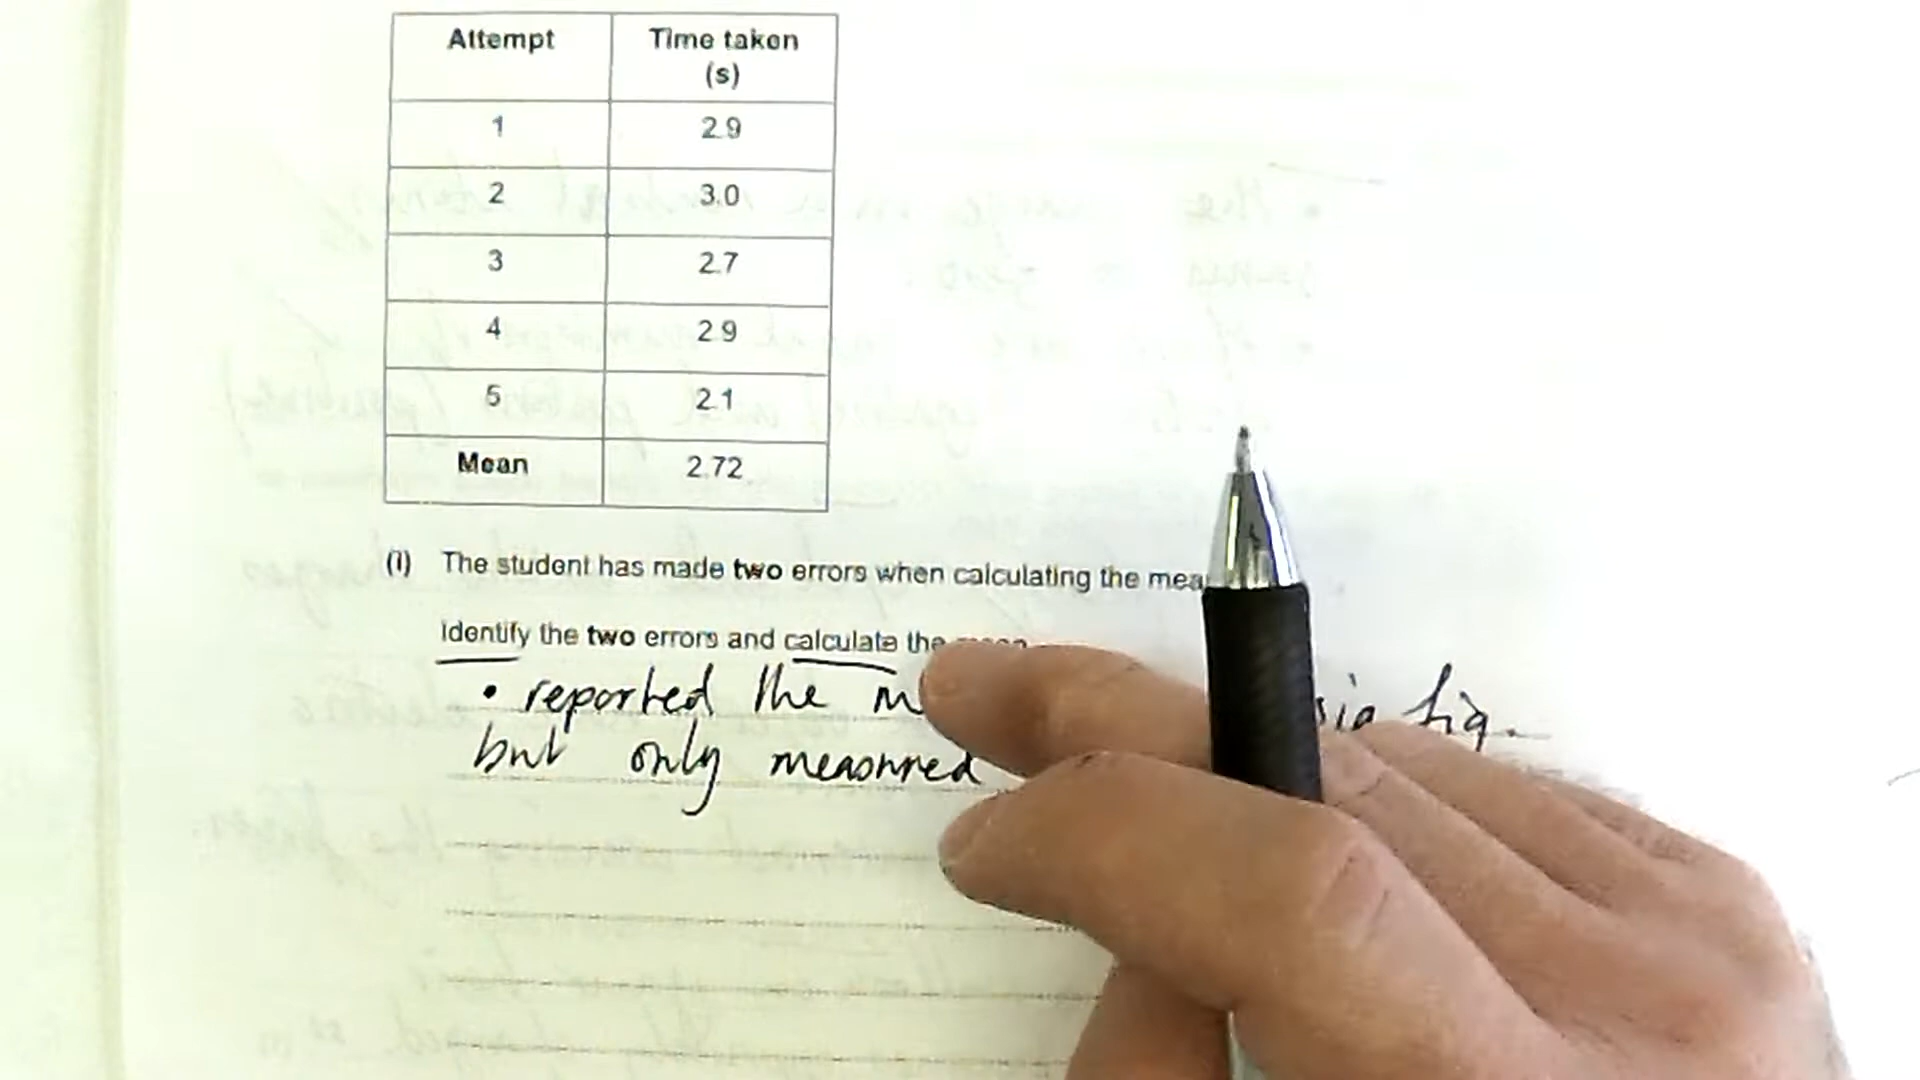 Attempt Time taken (s)
1 2.9
2 3.0
3 2.7
4 2.9
5 2.1
Mean 2.72
(i) The student has made two errors when calculating the
Identify the two errors and calculate the mean
• reported the sig fig.
but only measured